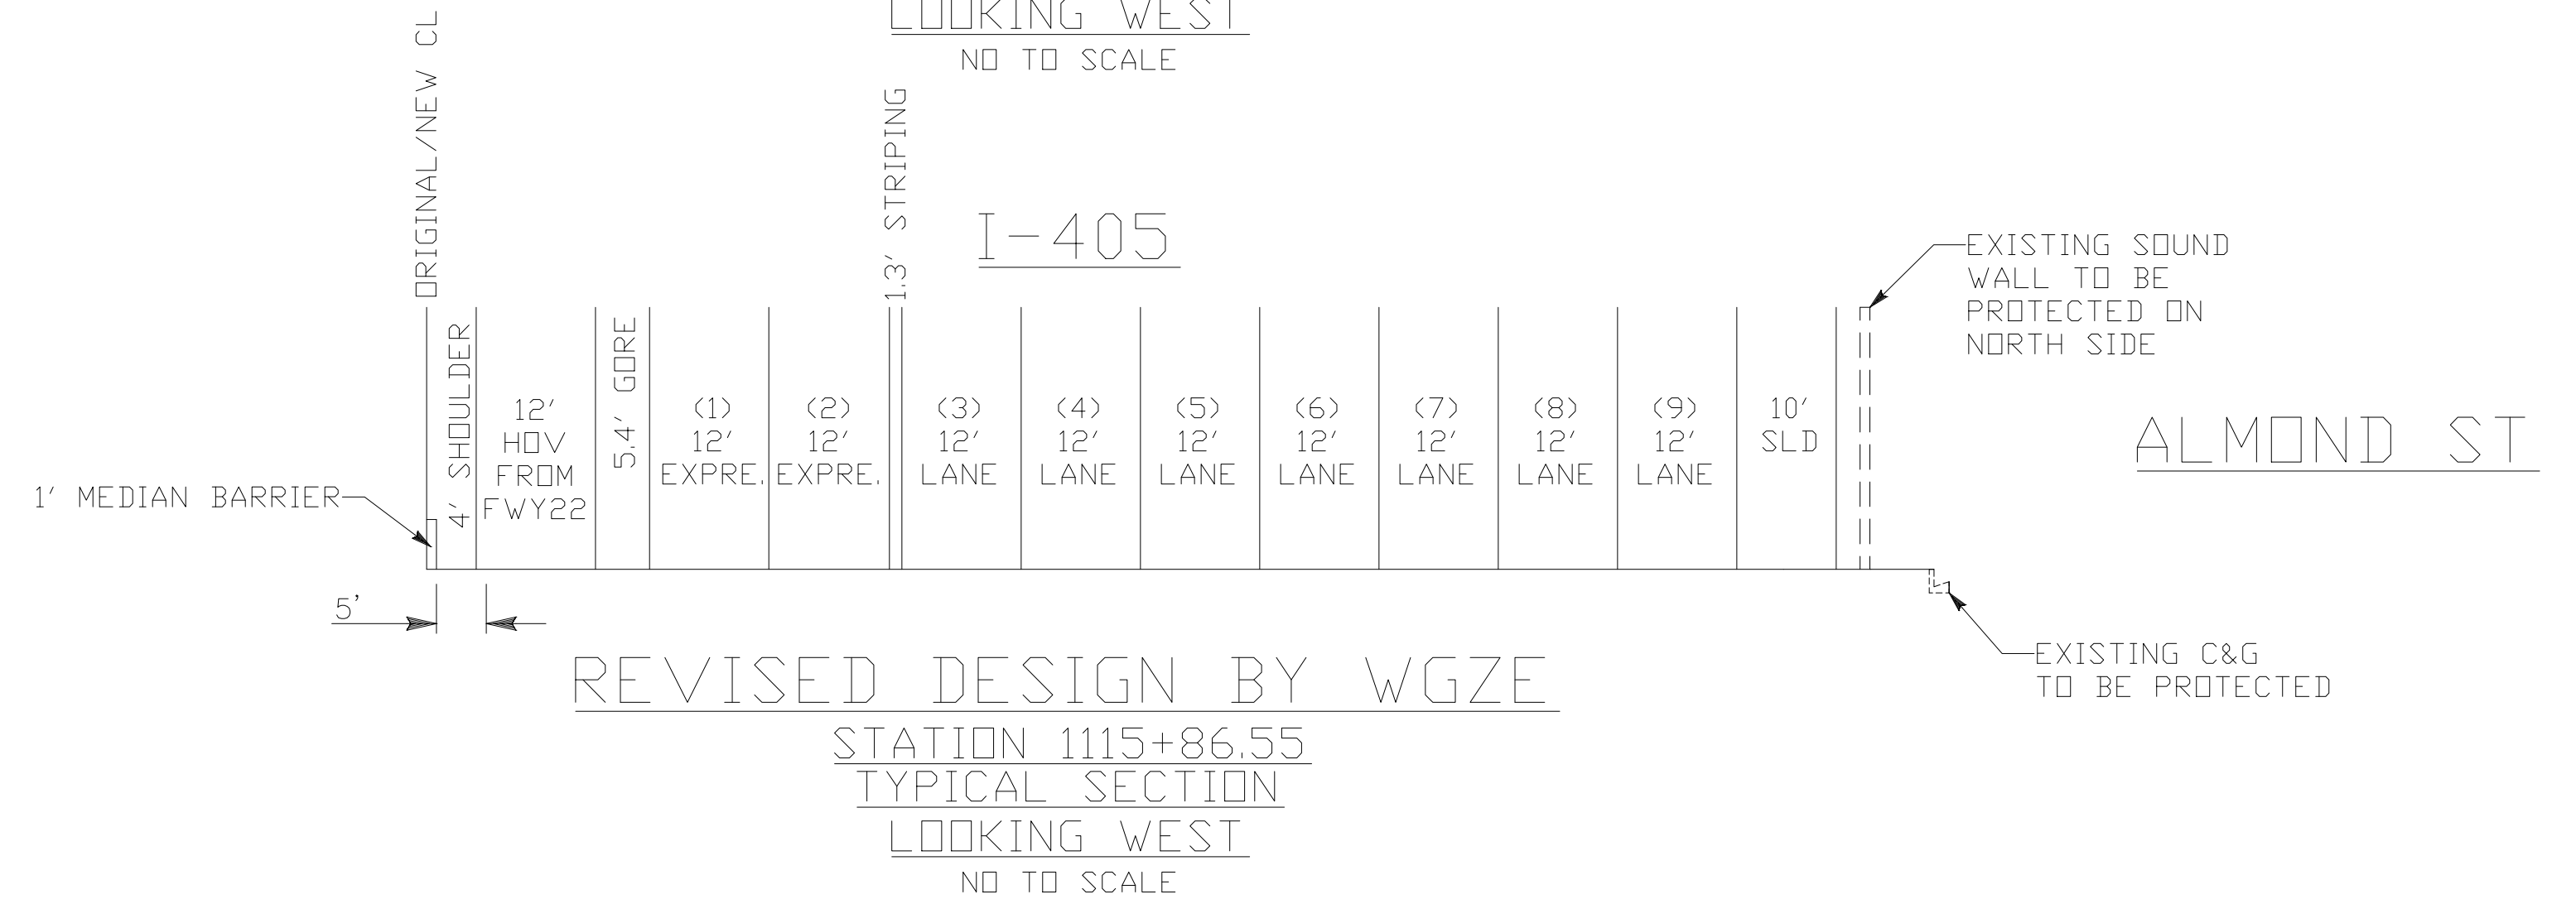 LOOKING WEST
NO TO SCALE
ORIGINAL/NEW CL
1.3' STRIPING
I-405
EXISTING SOUND
WALL TO BE
PROTECTED ON
NORTH SIDE
4' SHOULDER
12'
HOV
FROM
FWY22
5.4' GORE
(1)
12'
EXPRE.
(2)
12'
EXPRE.
(3)
12'
LANE
(4)
12'
LANE
(5)
12'
LANE
(6)
12'
LANE
(7)
12'
LANE
(8)
12'
LANE
(9)
12'
LANE
10'
SLD
ALMOND ST
1' MEDIAN BARRIER
5'
EXISTING C&G
TO BE PROTECTED
REVISED DESIGN BY WGZE
STATION 1115+86.55
TYPICAL SECTION
LOOKING WEST
NO TO SCALE